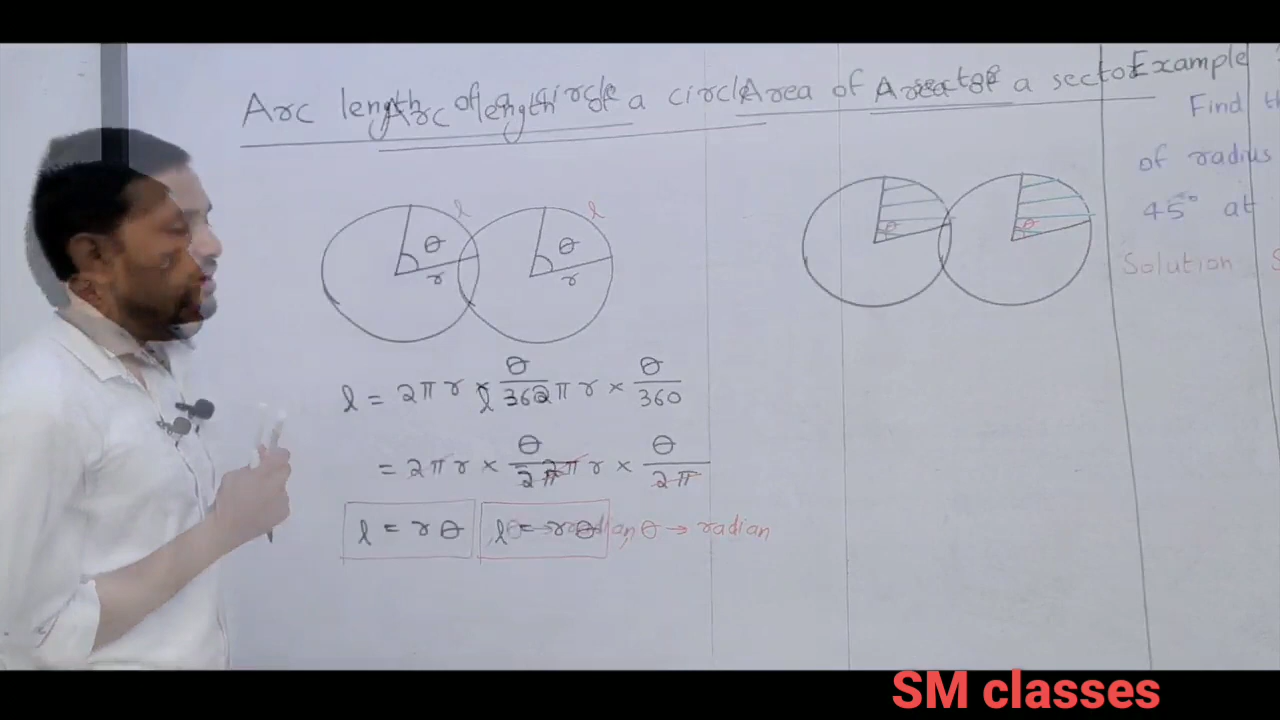 Arc length of a circle
Area of a sector
Example
Find
of radius
45° at
Solution
θ
r
l
θ
l = 2πr × θ/360
= 2πr × θ/2π
l = rθ, θ → radian
SM classes